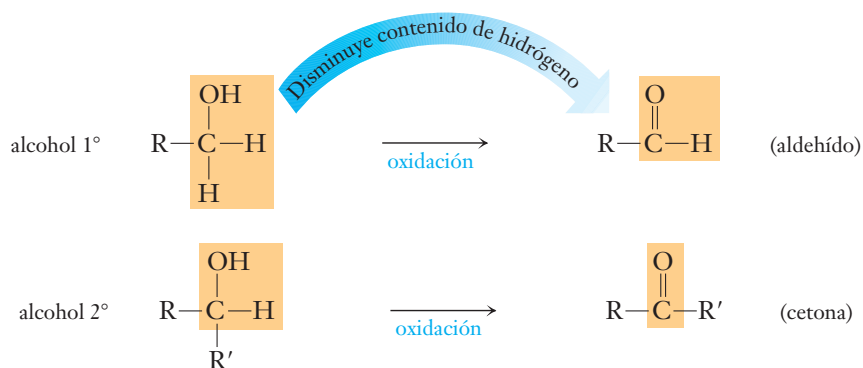 Disminuye contenido de hidrógeno
OH O
alcohol 1° R—C—H oxidación R—C—H (aldehído)
H
OH O
alcohol 2° R—C—H oxidación R—C—R′ (cetona)
R′